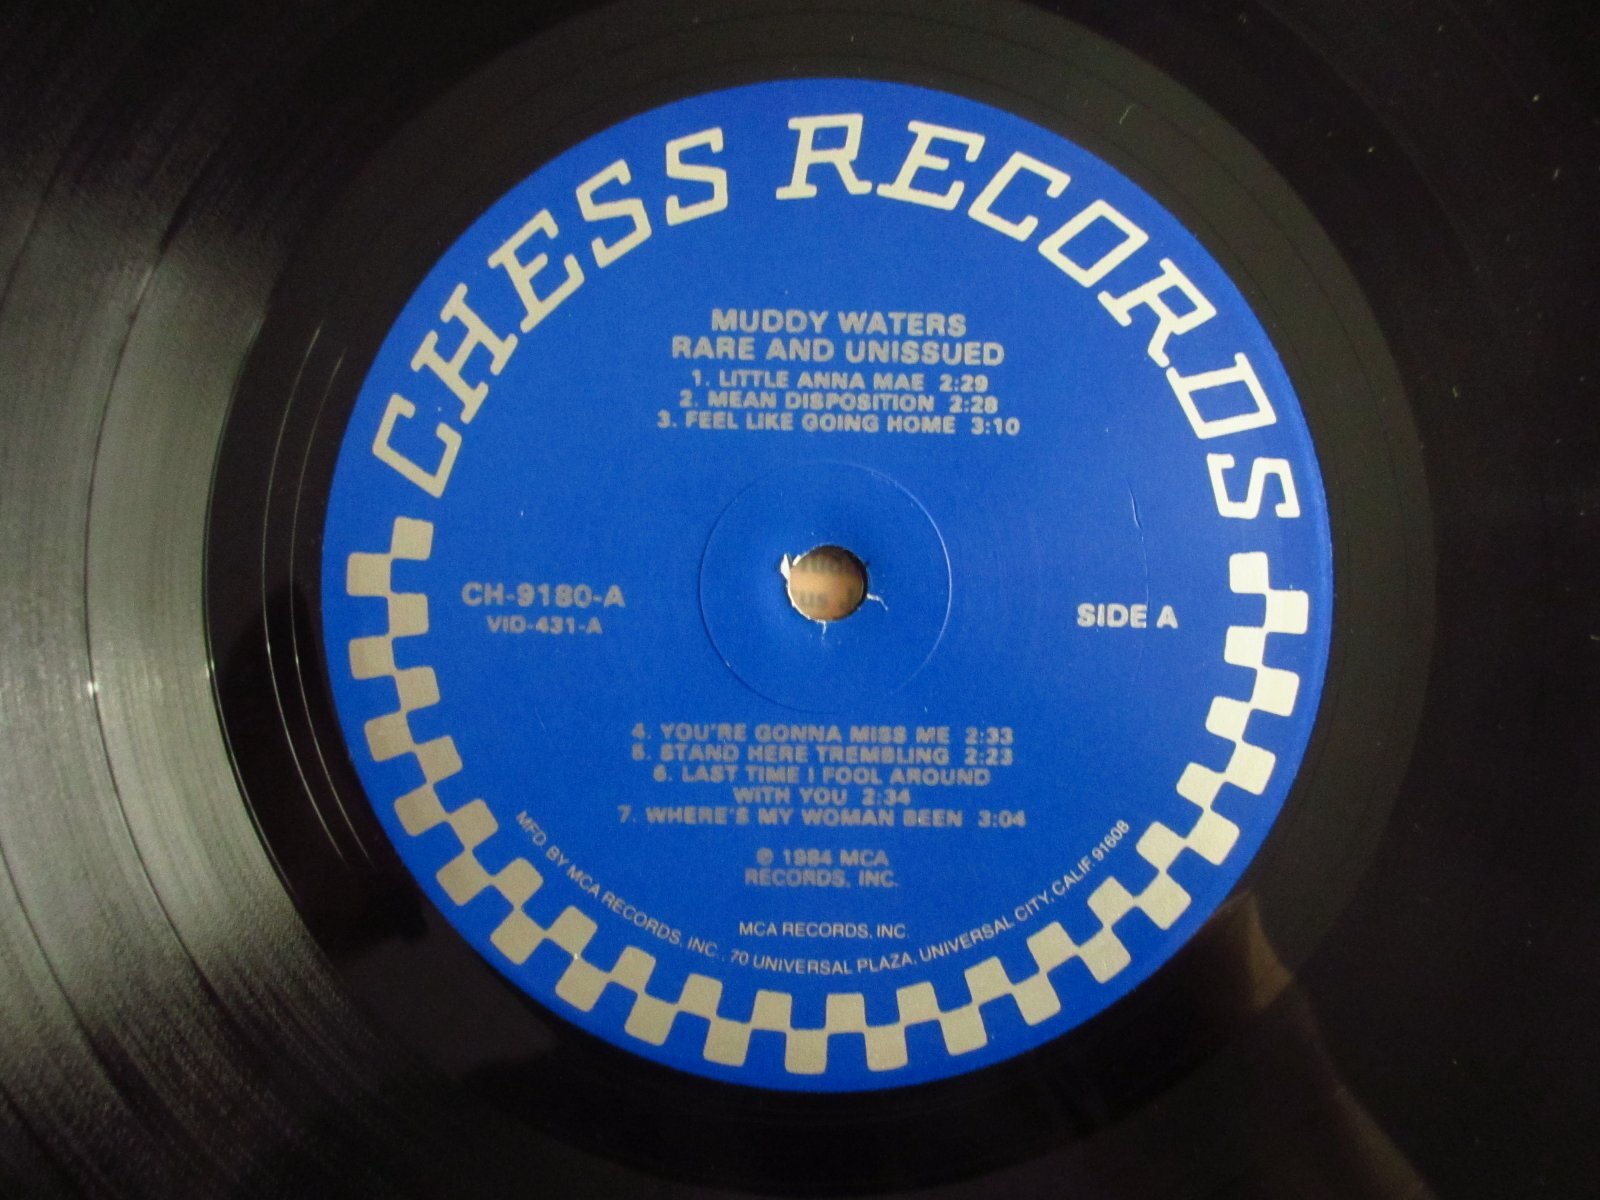 CHESS RECORDS
MUDDY WATERS
RARE AND UNISSUED
1. LITTLE ANNA MAE 2:29
2. MEAN DISPOSITION 2:28
3. FEEL LIKE GOING HOME 3:10
CH-9180-A
VID-431-A
SIDE A
4. YOU'RE GONNA MISS ME 2:33
5. STAND HERE TREMBLING 2:23
6. LAST TIME I FOOL AROUND
WITH YOU 2:34
7. WHERE'S MY WOMAN BEEN 3:04
℗ 1984 MCA
RECORDS, INC.
MCA RECORDS, INC.
MFD. BY MCA RECORDS, INC., 70 UNIVERSAL PLAZA, UNIVERSAL CITY, CALIF. 91608